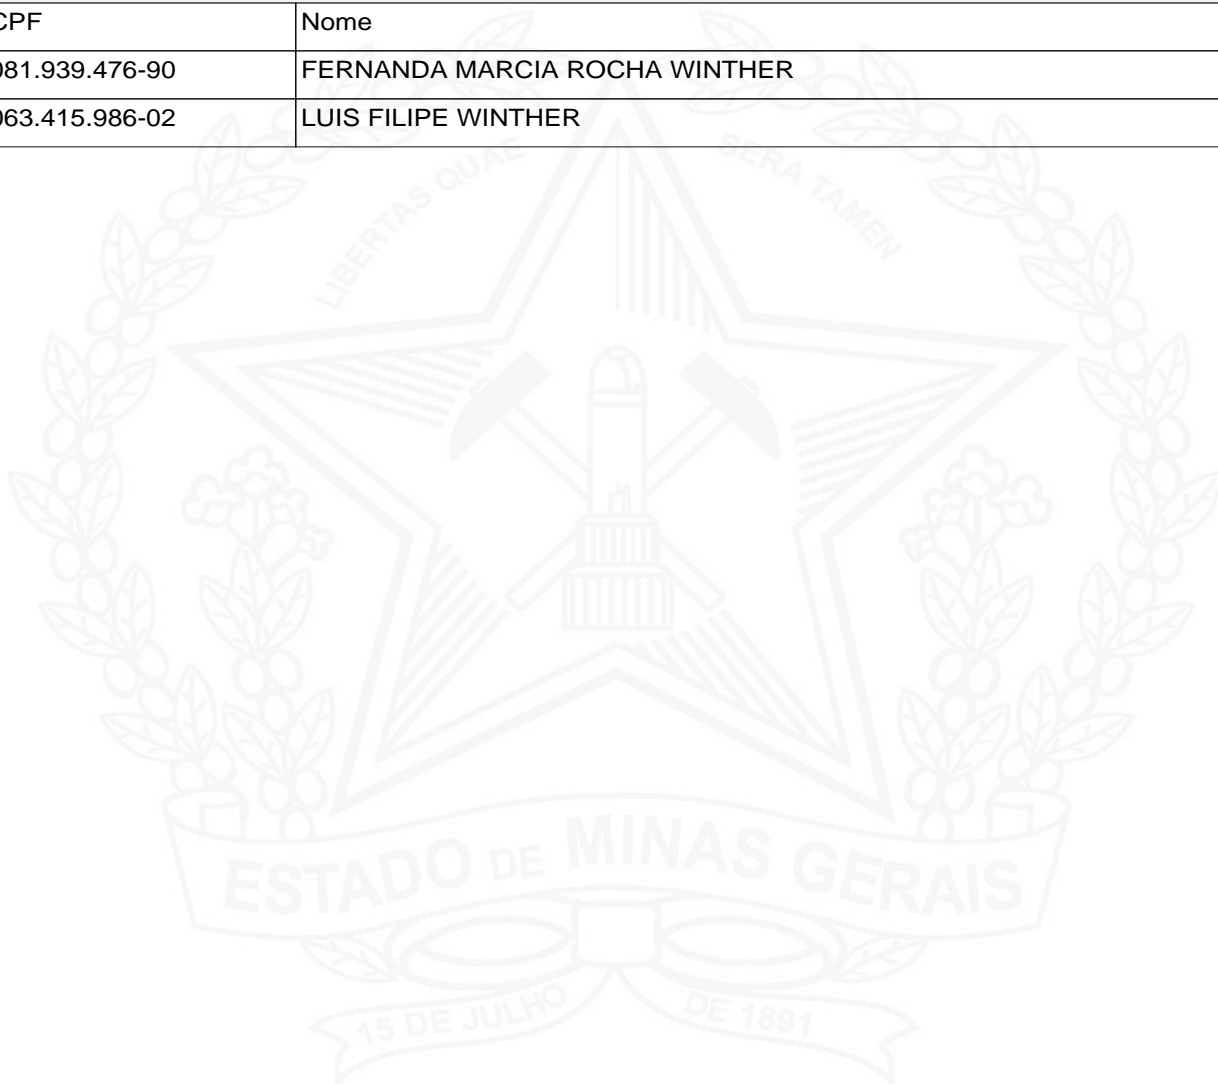 CPF Nome
081.939.476-90 FERNANDA MARCIA ROCHA WINTHER
063.415.986-02 LUIS FILIPE WINTHER
LIBERTAS QUAE SERA TAMEN
ESTADO DE MINAS GERAIS
15 DE JULHO DE 1891